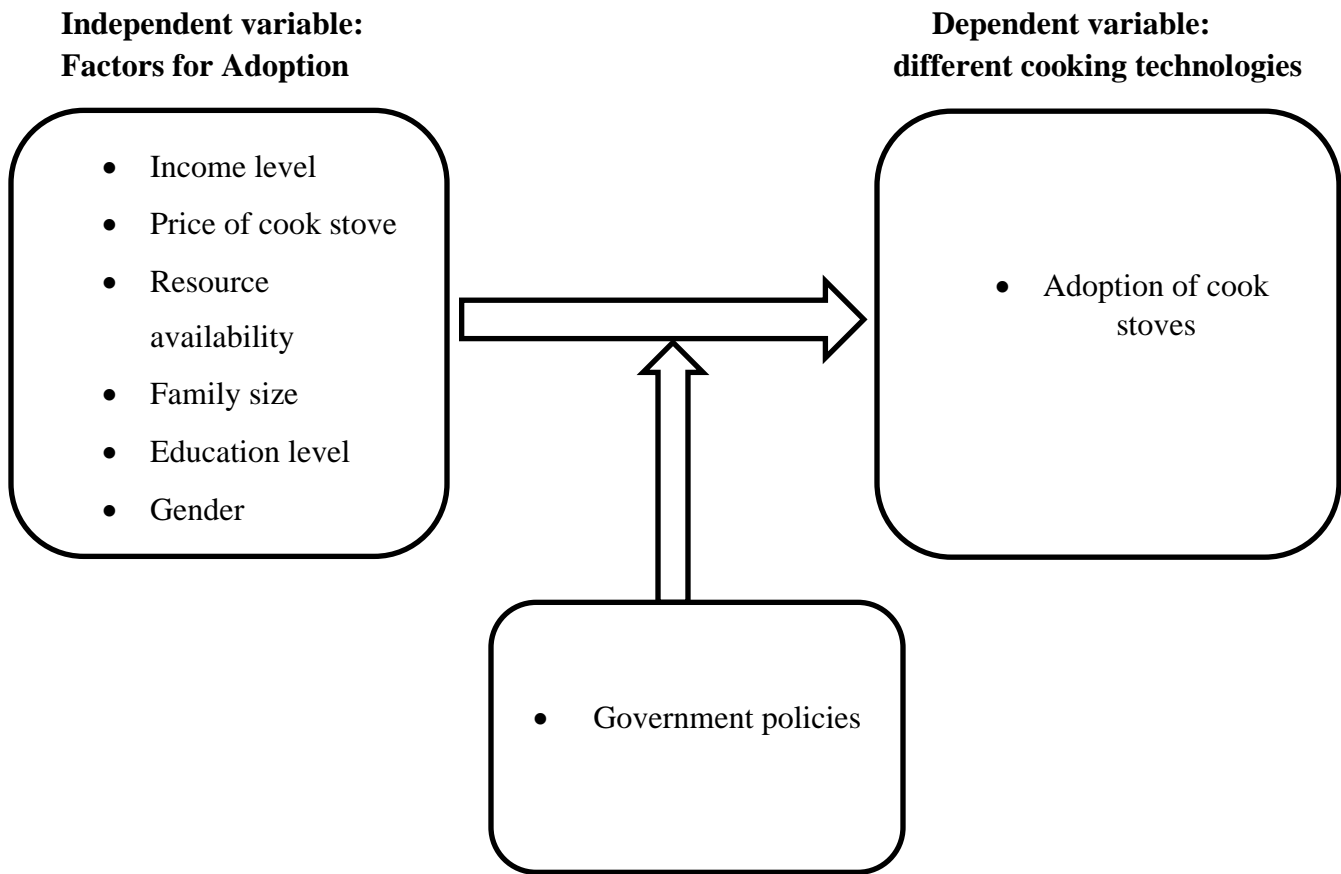 Independent variable:
Factors for Adoption
Dependent variable:
different cooking technologies
• Income level
• Price of cook stove
• Resource
availability
• Family size
• Education level
• Gender
• Adoption of cook
stoves
• Government policies